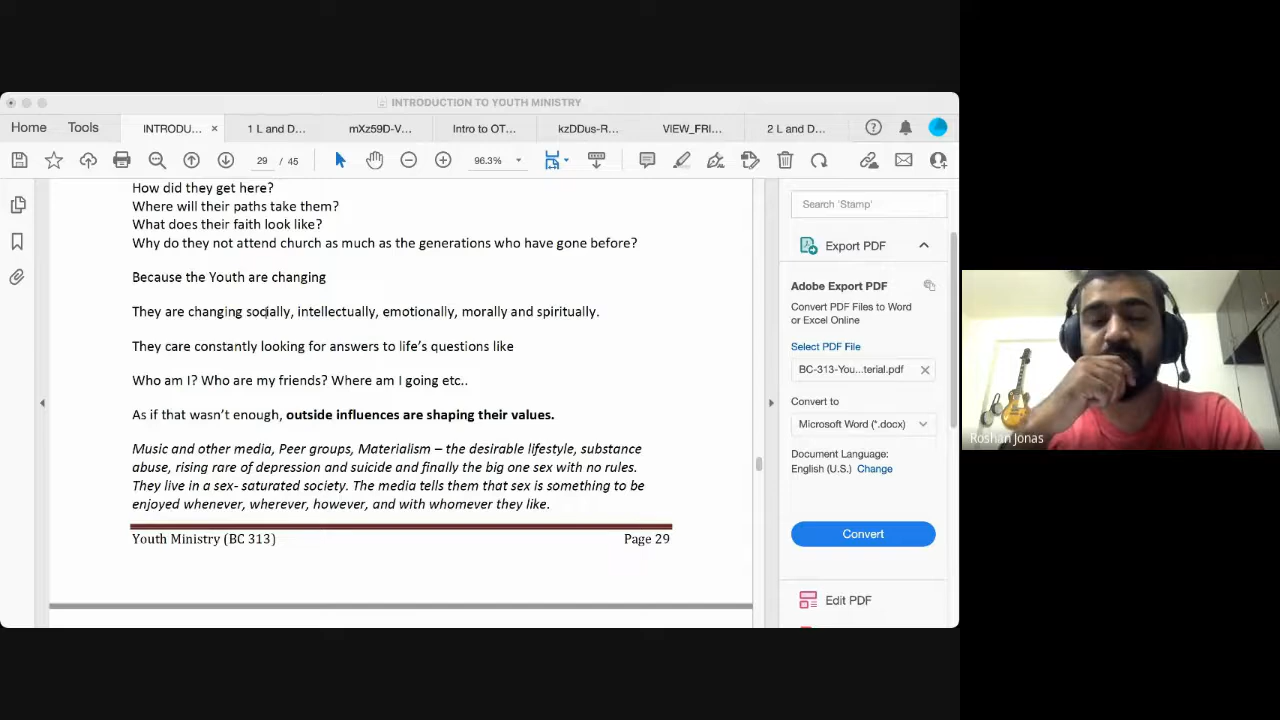 INTRODUCTION TO YOUTH MINISTRY
Home
Tools
INTRODU...
1 L and D...
mXz59D-V...
Intro to OT...
kzDDus-R...
VIEW_FRI...
2 L and D...
29 / 45
96.3%
How did they get here?
Where will their paths take them?
What does their faith look like?
Why do they not attend church as much as the generations who have gone before?
Because the Youth are changing
They are changing socially, intellectually, emotionally, morally and spiritually.
They care constantly looking for answers to life's questions like
Who am I? Who are my friends? Where am I going etc..
As if that wasn't enough, outside influences are shaping their values.
Music and other media, Peer groups, Materialism – the desirable lifestyle, substance
abuse, rising rare of depression and suicide and finally the big one sex with no rules.
They live in a sex- saturated society. The media tells them that sex is something to be
enjoyed whenever, wherever, however, and with whomever they like.
Youth Ministry (BC 313)
Page 29
Search 'Stamp'
Export PDF
Adobe Export PDF
Convert PDF Files to Word
or Excel Online
Select PDF File
BC-313-You...terial.pdf
Convert to
Microsoft Word (*.docx)
Document Language:
English (U.S.) Change
Convert
Edit PDF
Roshan Jonas